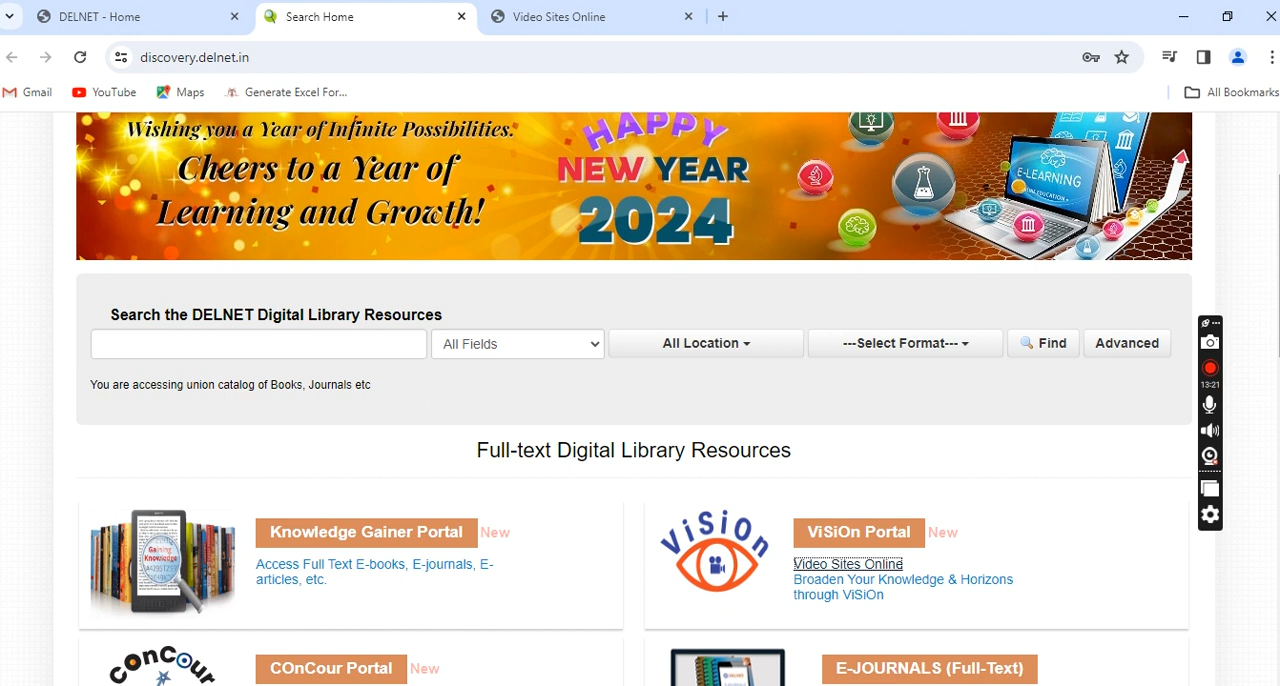 DELNET - Home
Search Home
Video Sites Online
discovery.delnet.in
Gmail
YouTube
Maps
Generate Excel For...
All Bookmarks
Wishing you a Year of Infinite Possibilities.
Cheers to a Year of
Learning and Growth!
HAPPY
NEW YEAR
2024
E-LEARNING
Search the DELNET Digital Library Resources
All Fields
All Location
---Select Format---
Find
Advanced
You are accessing union catalog of Books, Journals etc
13:21
Full-text Digital Library Resources
Gaining
Knowledge
Knowledge Gainer Portal New
Access Full Text E-books, E-journals, E-
articles, etc.
ViSiOn
ViSiOn Portal New
Video Sites Online
Broaden Your Knowledge & Horizons
through ViSiOn
COnCour
COnCour Portal New
E-JOURNALS (Full-Text)